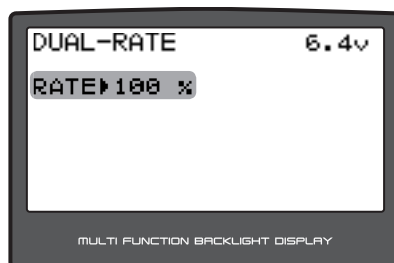 DUAL-RATE 6.4v
RATE▶100 %
MULTI FUNCTION BACKLIGHT DISPLAY